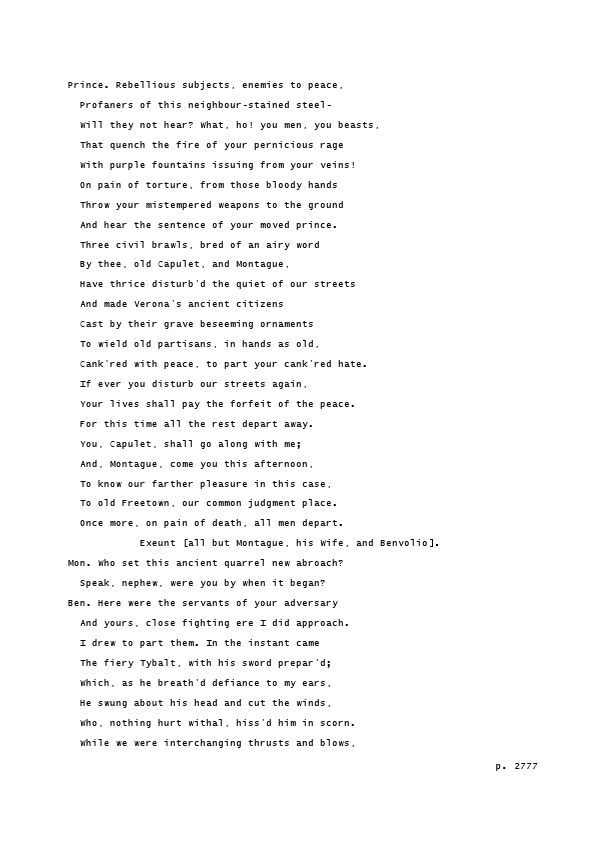 Prince. Rebellious subjects, enemies to peace,
Profaners of this neighbour-stained steel-
Will they not hear? What, ho! you men, you beasts,
That quench the fire of your pernicious rage
With purple fountains issuing from your veins!
On pain of torture, from those bloody hands
Throw your mistempered weapons to the ground
And hear the sentence of your moved prince.
Three civil brawls, bred of an airy word
By thee, old Capulet, and Montague,
Have thrice disturb'd the quiet of our streets
And made Verona's ancient citizens
Cast by their grave beseeming ornaments
To wield old partisans, in hands as old,
Cank'red with peace, to part your cank'red hate.
If ever you disturb our streets again,
Your lives shall pay the forfeit of the peace.
For this time all the rest depart away.
You, Capulet, shall go along with me;
And, Montague, come you this afternoon,
To know our farther pleasure in this case,
To old Freetown, our common judgment place.
Once more, on pain of death, all men depart.
Exeunt [all but Montague, his Wife, and Benvolio].
Mon. Who set this ancient quarrel new abroach?
Speak, nephew, were you by when it began?
Ben. Here were the servants of your adversary
And yours, close fighting ere I did approach.
I drew to part them. In the instant came
The fiery Tybalt, with his sword prepar'd;
Which, as he breath'd defiance to my ears,
He swung about his head and cut the winds,
Who, nothing hurt withal, hiss'd him in scorn.
While we were interchanging thrusts and blows,
p. 2777